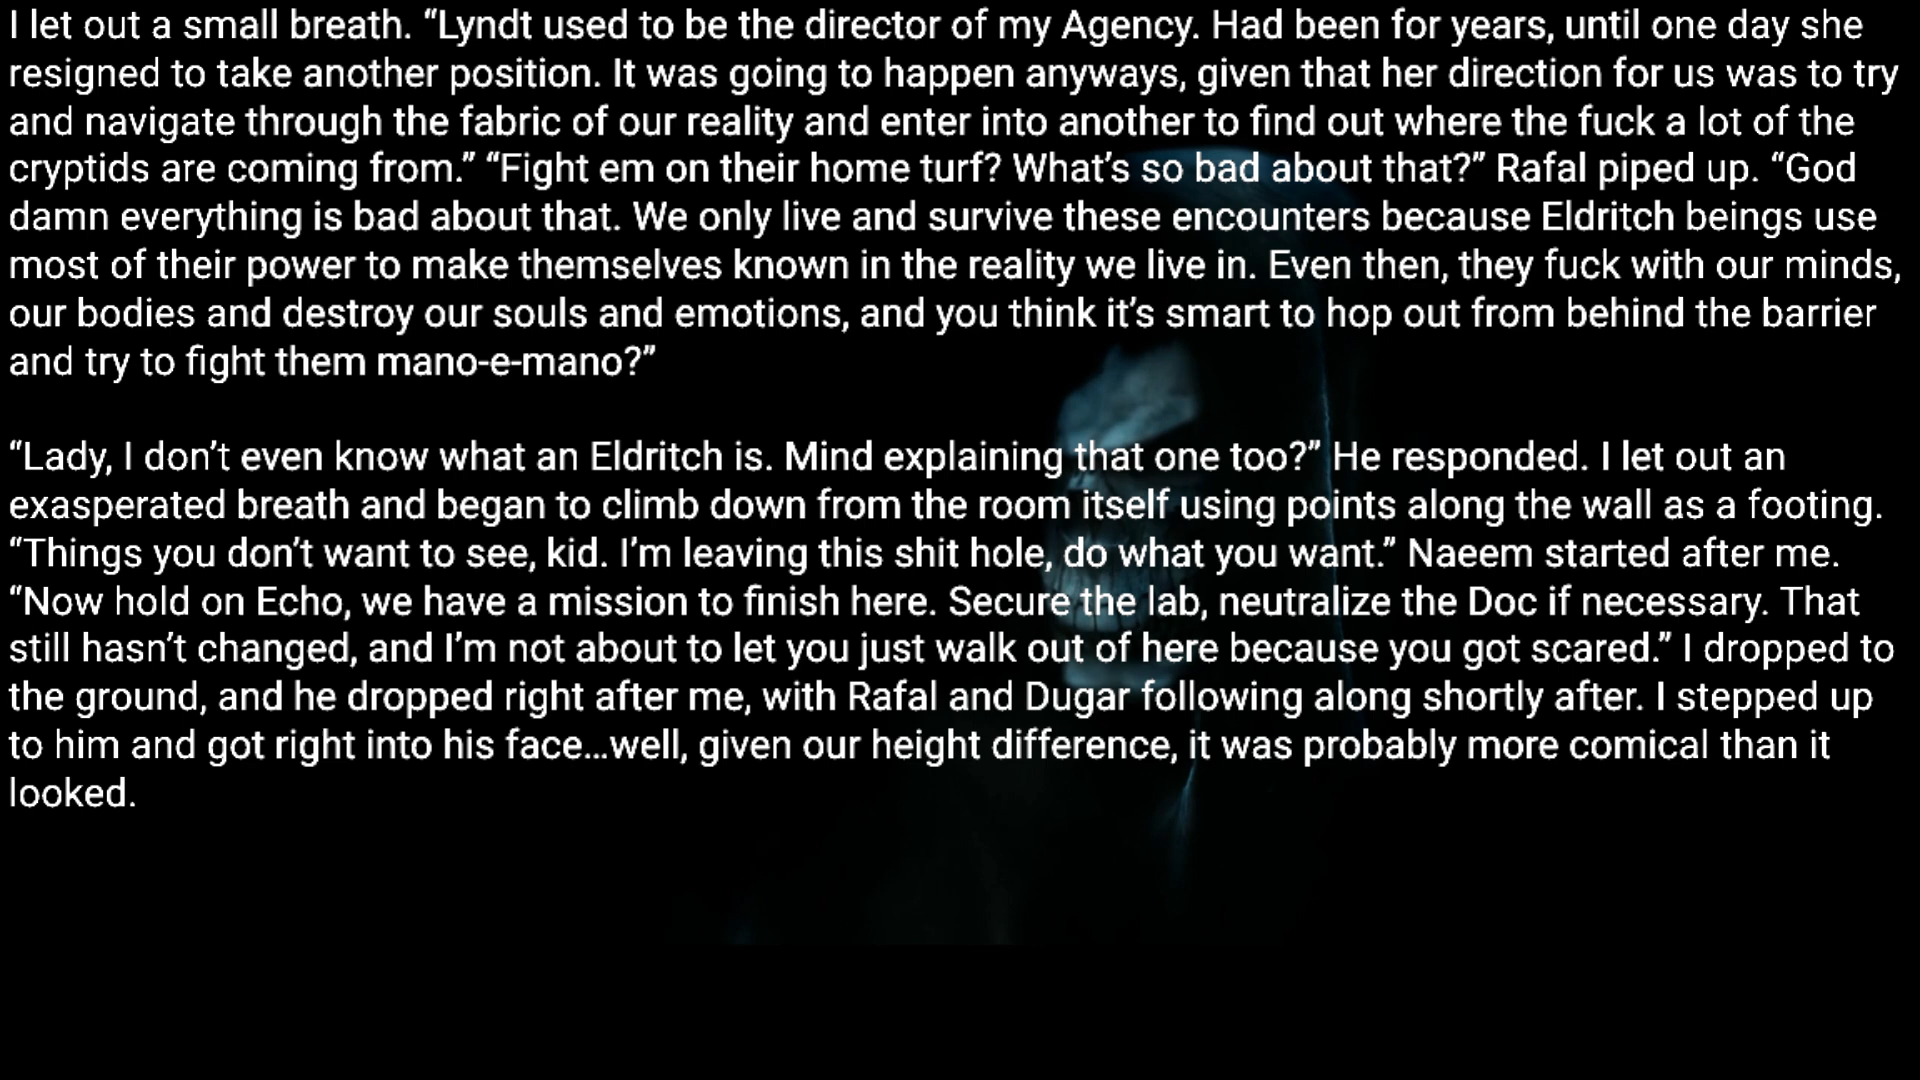 I let out a small breath. “Lyndt used to be the director of my Agency. Had been for years, until one day she
resigned to take another position. It was going to happen anyways, given that her direction for us was to try
and navigate through the fabric of our reality and enter into another to find out where the fuck a lot of the
cryptids are coming from.” “Fight em on their home turf? What’s so bad about that?” Rafal piped up. “God
damn everything is bad about that. We only live and survive these encounters because Eldritch beings use
most of their power to make themselves known in the reality we live in. Even then, they fuck with our minds,
our bodies and destroy our souls and emotions, and you think it’s smart to hop out from behind the barrier
and try to fight them mano-e-mano?”
“Lady, I don’t even know what an Eldritch is. Mind explaining that one too?” He responded. I let out an
exasperated breath and began to climb down from the room itself using points along the wall as a footing.
“Things you don’t want to see, kid. I’m leaving this shit hole, do what you want.” Naeem started after me.
“Now hold on Echo, we have a mission to finish here. Secure the lab, neutralize the Doc if necessary. That
still hasn’t changed, and I’m not about to let you just walk out of here because you got scared.” I dropped to
the ground, and he dropped right after me, with Rafal and Dugar following along shortly after. I stepped up
to him and got right into his face…well, given our height difference, it was probably more comical than it
looked.